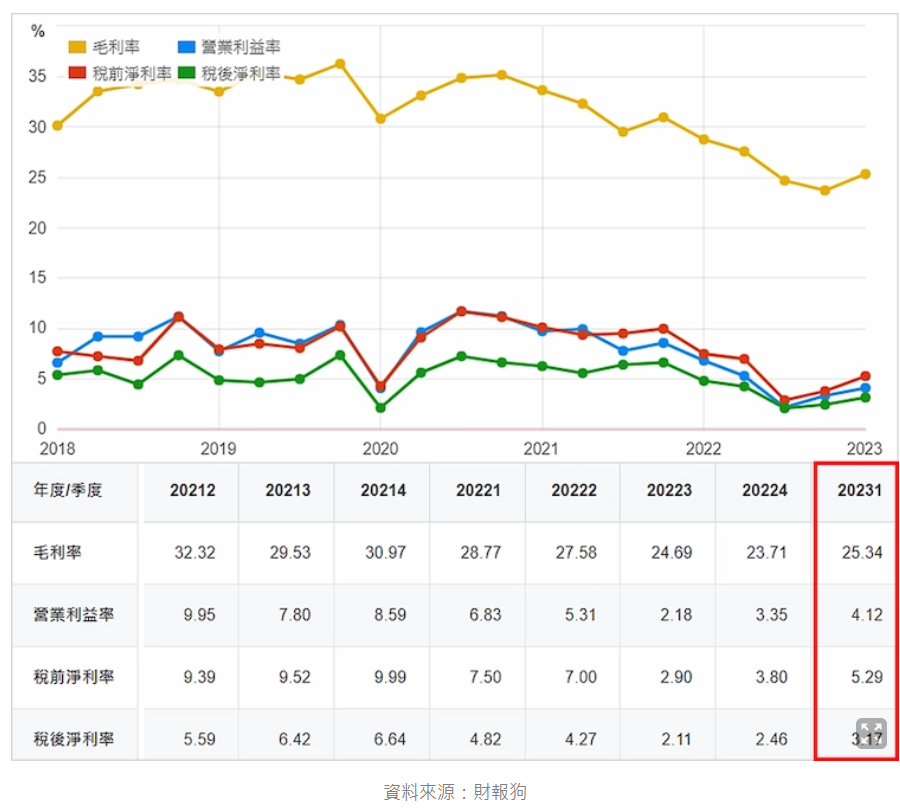 %
毛利率 營業利益率
稅前淨利率 稅後淨利率
35
30
25
20
15
10
5
0
2018 2019 2020 2021 2022 2023
年度/季度 20212 20213 20214 20221 20222 20223 20224 20231
毛利率 32.32 29.53 30.97 28.77 27.58 24.69 23.71 25.34
營業利益率 9.95 7.80 8.59 6.83 5.31 2.18 3.35 4.12
稅前淨利率 9.39 9.52 9.99 7.50 7.00 2.90 3.80 5.29
稅後淨利率 5.59 6.42 6.64 4.82 4.27 2.11 2.46 3.17
資料來源：財報狗